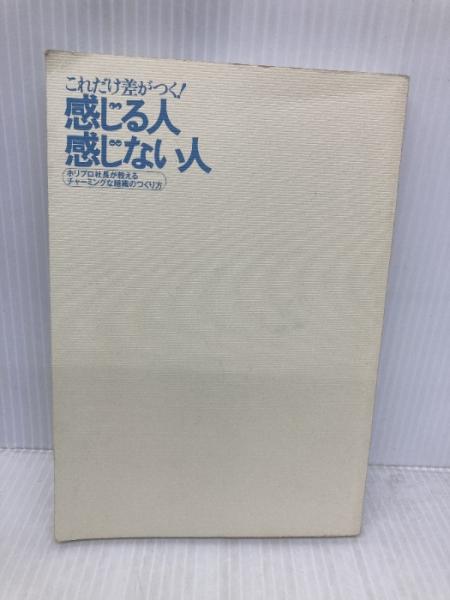 これだけ差がつく!
感じる人
感じない人
ホリプロ社長が教える
チャーミングな組織のつくり方